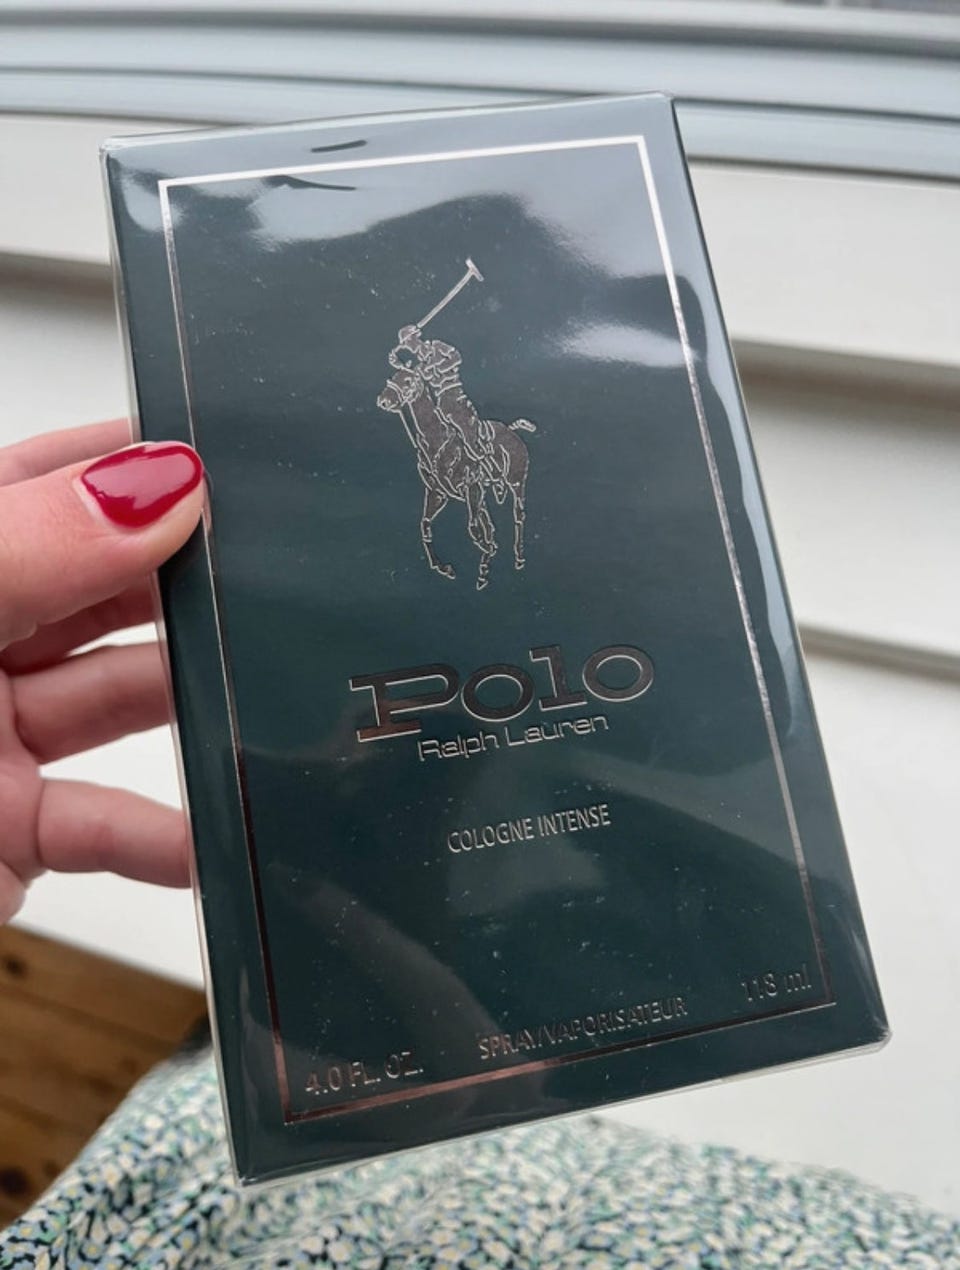 Polo
Ralph Lauren
COLOGNE INTENSE
4.0 FL. OZ. SPRAY/VAPORISATEUR 118 ml